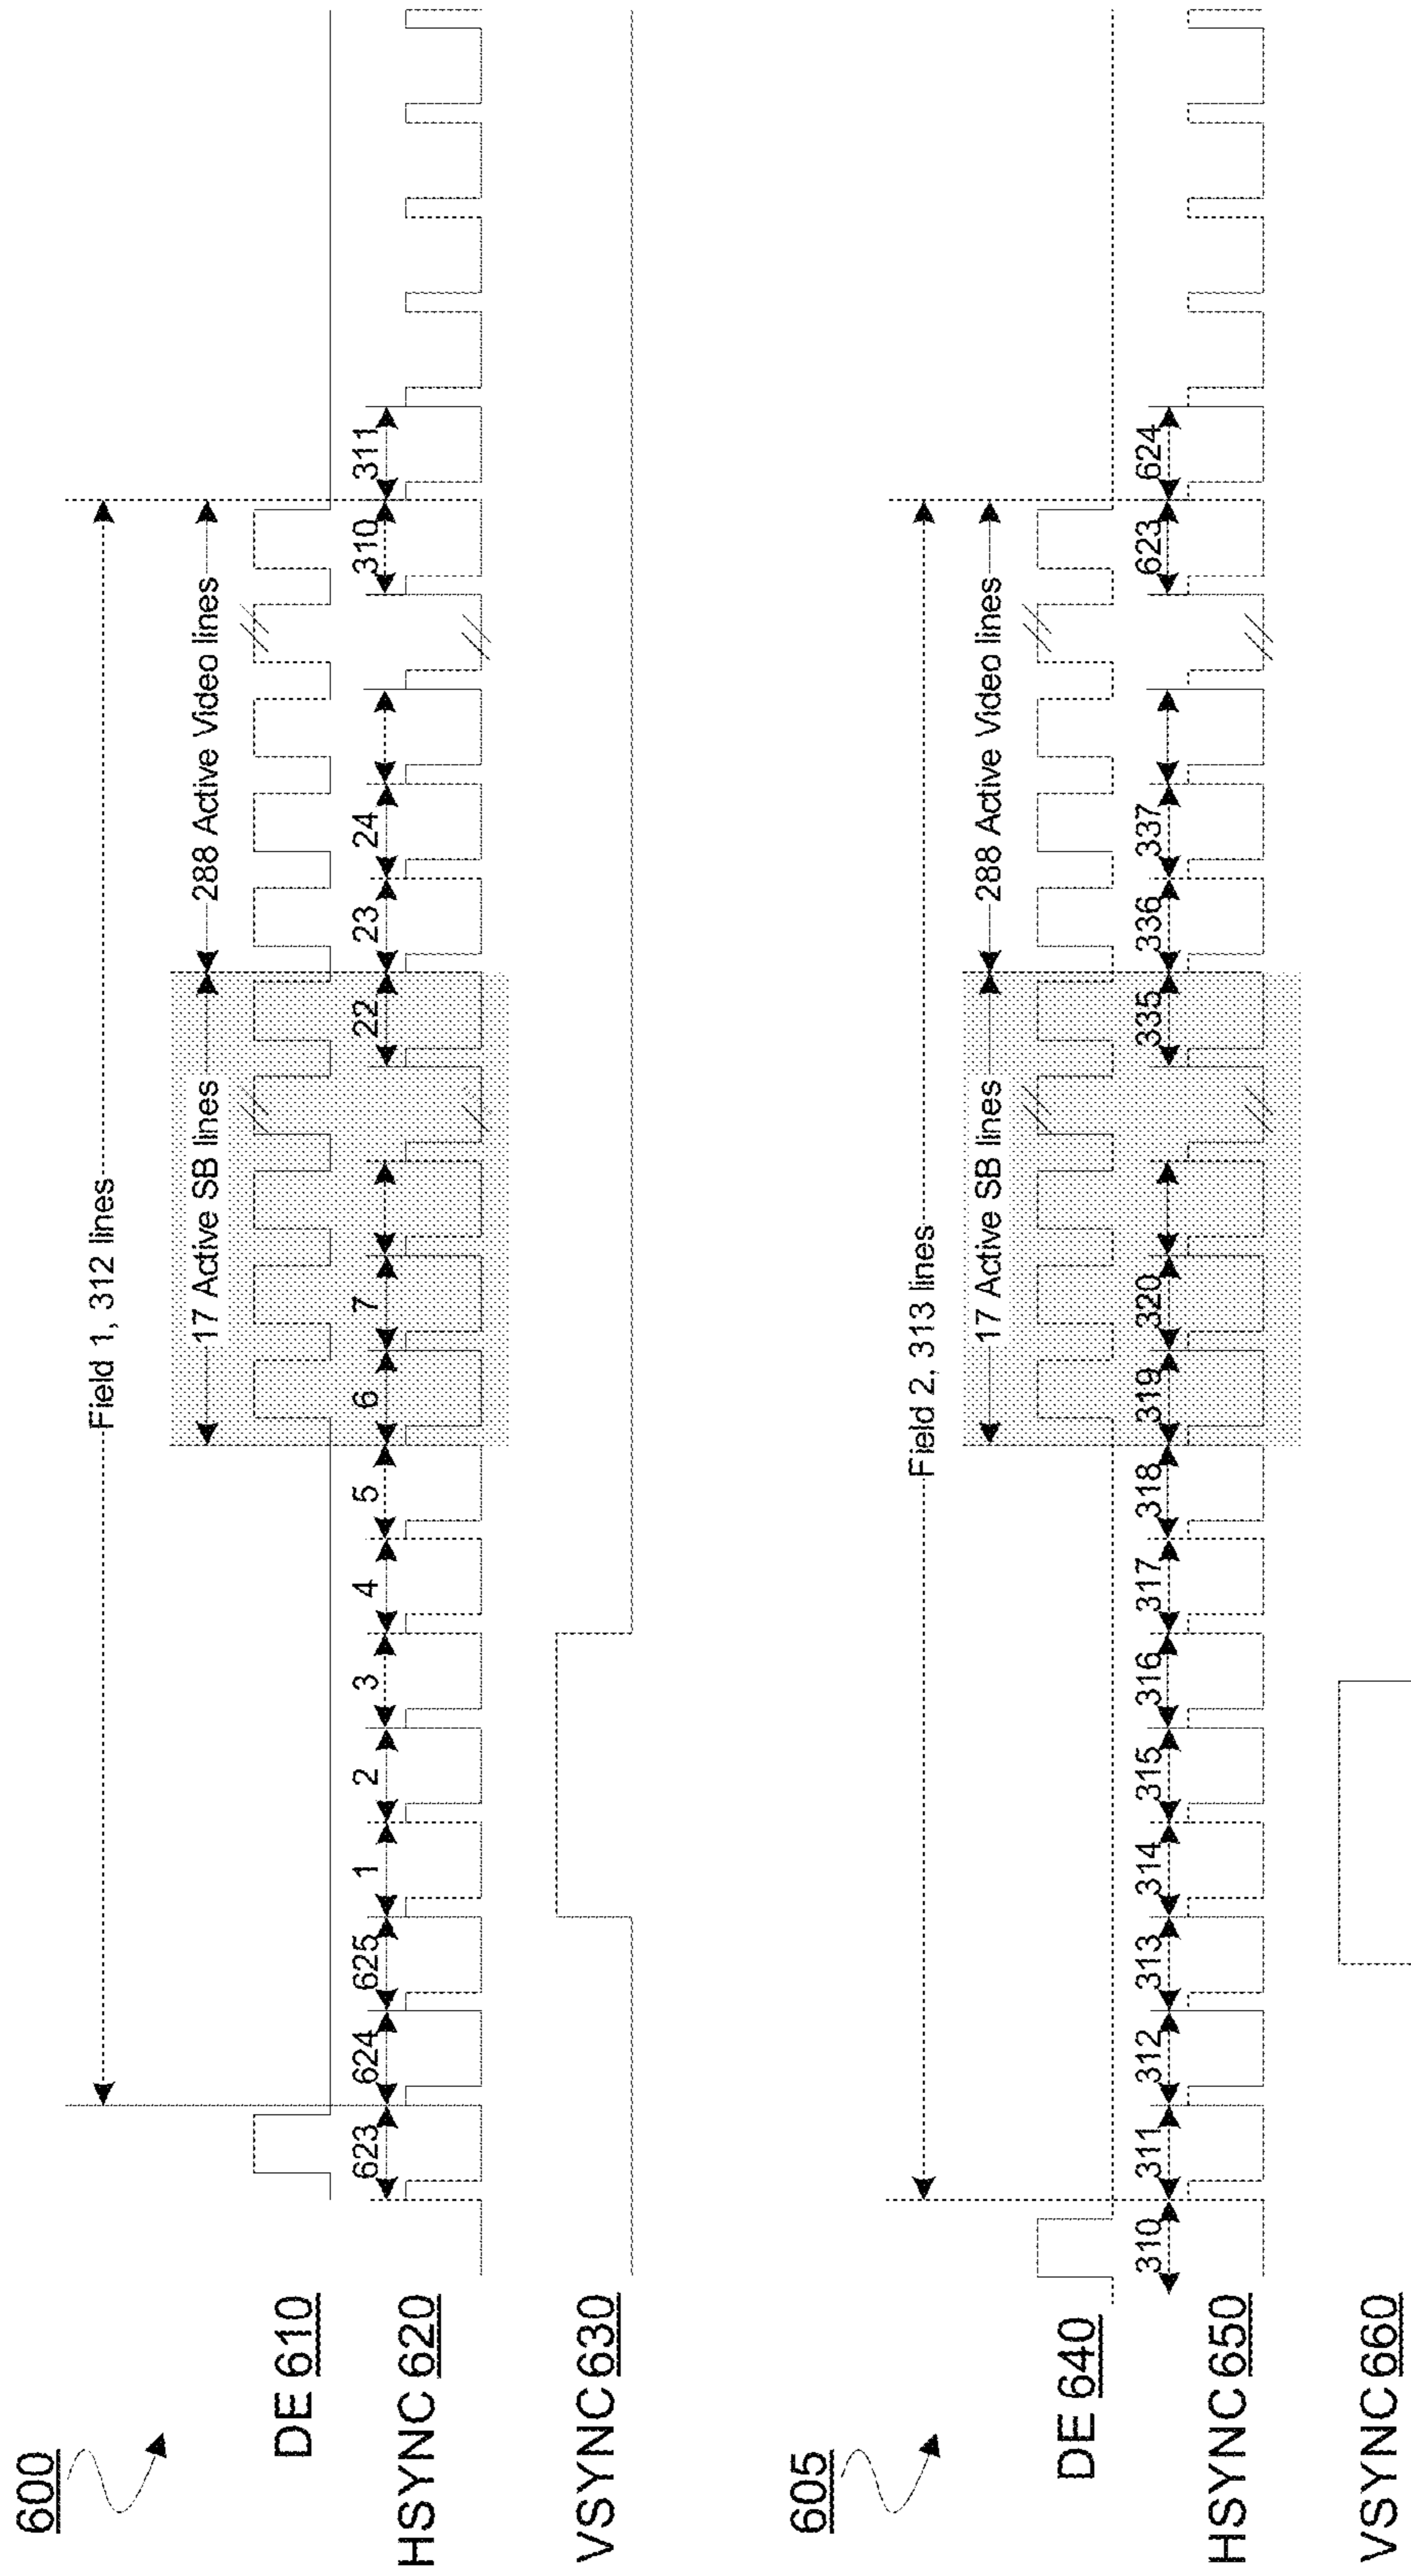 600
Field 1, 312 lines
17 Active SB lines
288 Active Video lines
DE 610
623
624
625
1
2
3
4
5
6
7
22
23
24
310
311
HSYNC 620
VSYNC 630
605
Field 2, 313 lines
17 Active SB lines
288 Active Video lines
DE 640
310
311
312
313
314
315
316
317
318
319
320
335
336
337
623
624
HSYNC 650
VSYNC 660